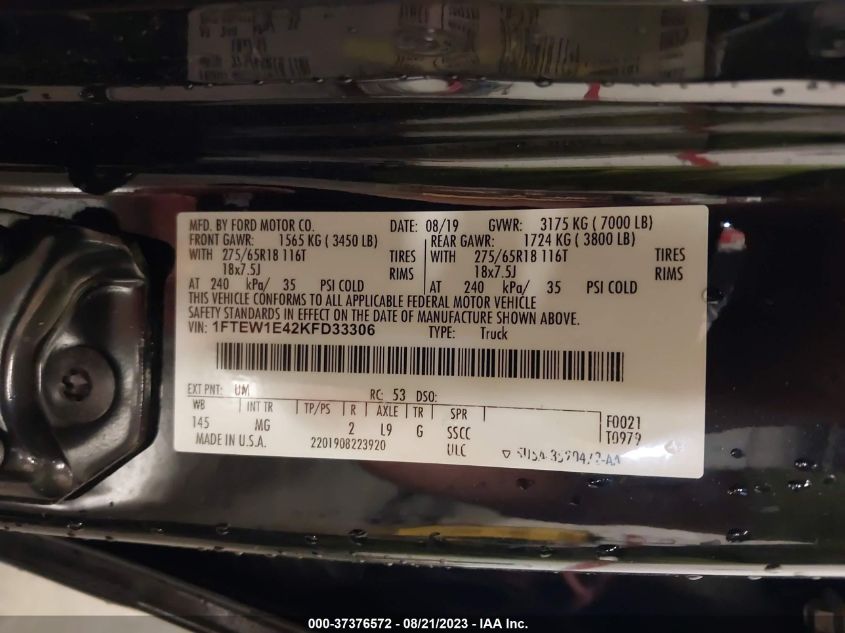 MFD. BY FORD MOTOR CO. DATE: 08/19 GVWR: 3175 KG ( 7000 LB)
FRONT GAWR: 1565 KG ( 3450 LB) REAR GAWR: 1724 KG ( 3800 LB)
WITH 275/65R18 116T TIRES WITH 275/65R18 116T TIRES
18x7.5J RIMS 18x7.5J RIMS
AT 240 kPa/ 35 PSI COLD AT 240 kPa/ 35 PSI COLD
THIS VEHICLE CONFORMS TO ALL APPLICABLE FEDERAL MOTOR VEHICLE
SAFETY STANDARDS IN EFFECT ON THE DATE OF MANUFACTURE SHOWN ABOVE.
VIN: 1FTEW1E42KFD33306 TYPE: Truck
EXT PNT: UM RC: 53 DSO:
WB INT TR TP/PS R AXLE TR SPR F0021
145 MG 2 L9 G SSCC T0979
MADE IN U.S.A. 2201908223920 ULC
000-37376572 - 08/21/2023 - IAA Inc.